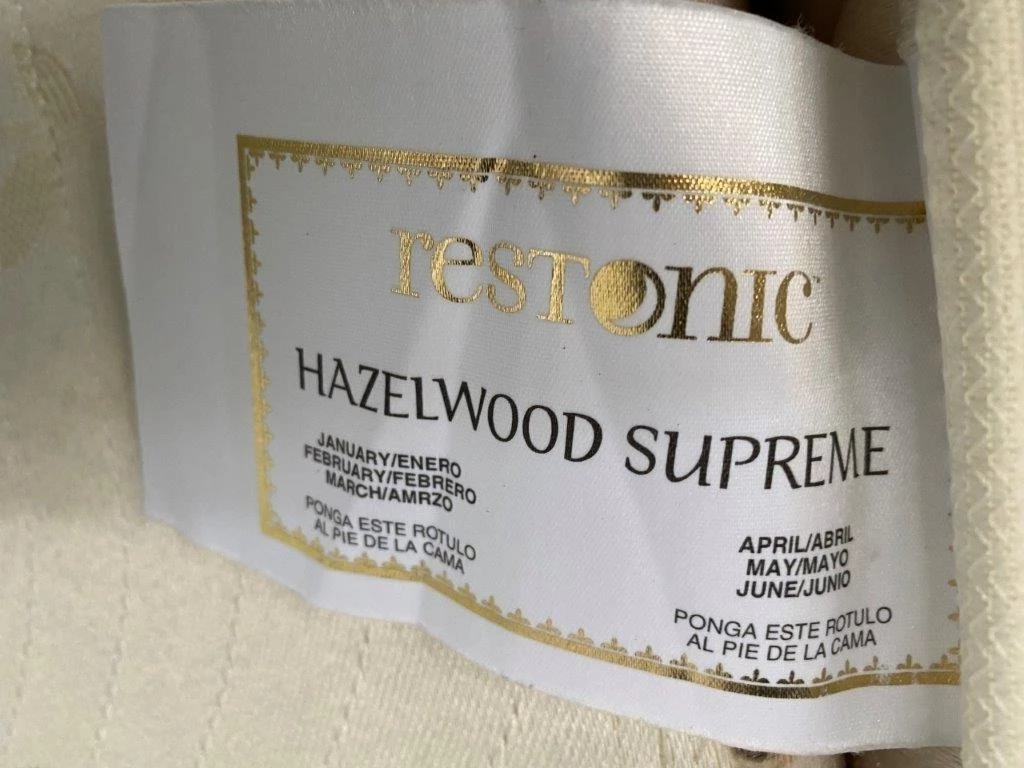 resTonic™
HAZELWOOD SUPREME
JANUARY/ENERO
FEBRUARY/FEBRERO
MARCH/AMRZO
PONGA ESTE ROTULO
AL PIE DE LA CAMA
APRIL/ABRIL
MAY/MAYO
JUNE/JUNIO
PONGA ESTE ROTULO
AL PIE DE LA CAMA